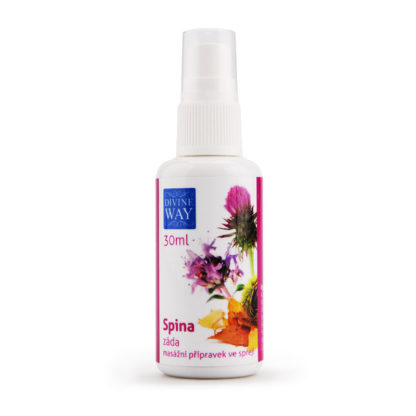 DIVINE
WAY
30ml
Spina
záda
masážní přípravek ve spreji